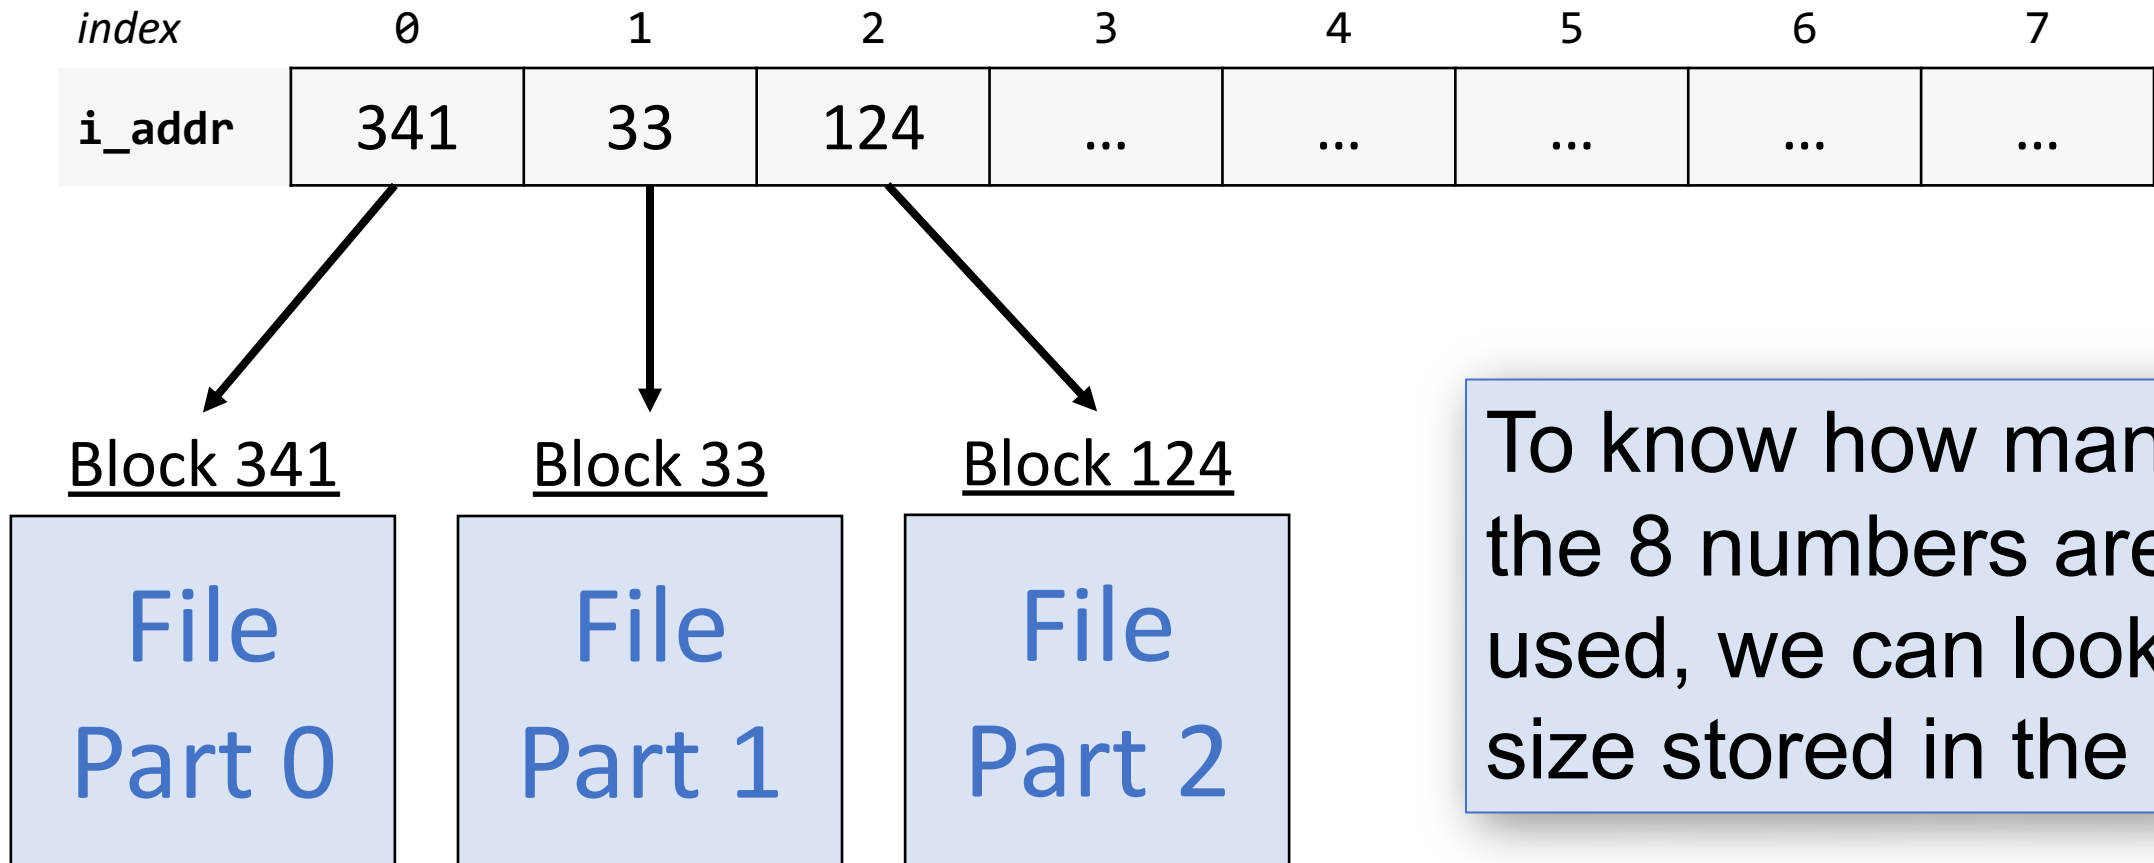 index 0 1 2 3 4 5 6 7
i_addr 341 33 124 ... ... ... ... ...
Block 341 Block 33 Block 124
File File File
Part 0 Part 1 Part 2
To know how man
the 8 numbers are
used, we can look
size stored in the